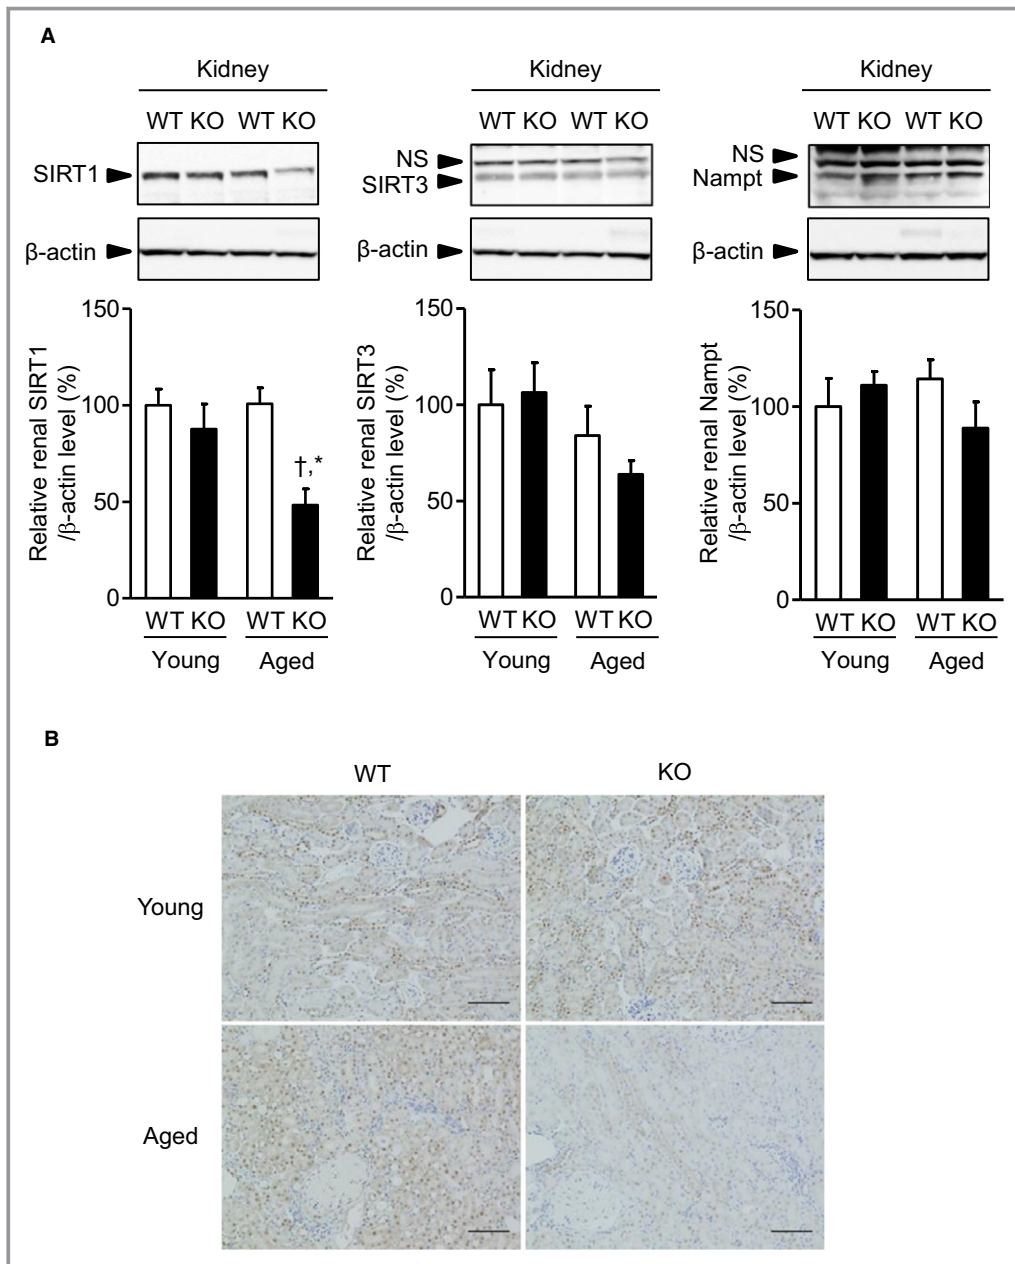 A
Kidney Kidney Kidney
WT KO WT KO WT KO WT KO WT KO WT KO
SIRT1 NS SIRT3 NS Nampt
β-actin β-actin β-actin
Relative renal SIRT1
/β-actin level (%)
150
100
50
0
†,*
WT KO WT KO
Young Aged
Relative renal SIRT3
/β-actin level (%)
150
100
50
0
WT KO WT KO
Young Aged
Relative renal Nampt
/β-actin level (%)
150
100
50
0
WT KO WT KO
Young Aged
B
WT KO
Young
Aged